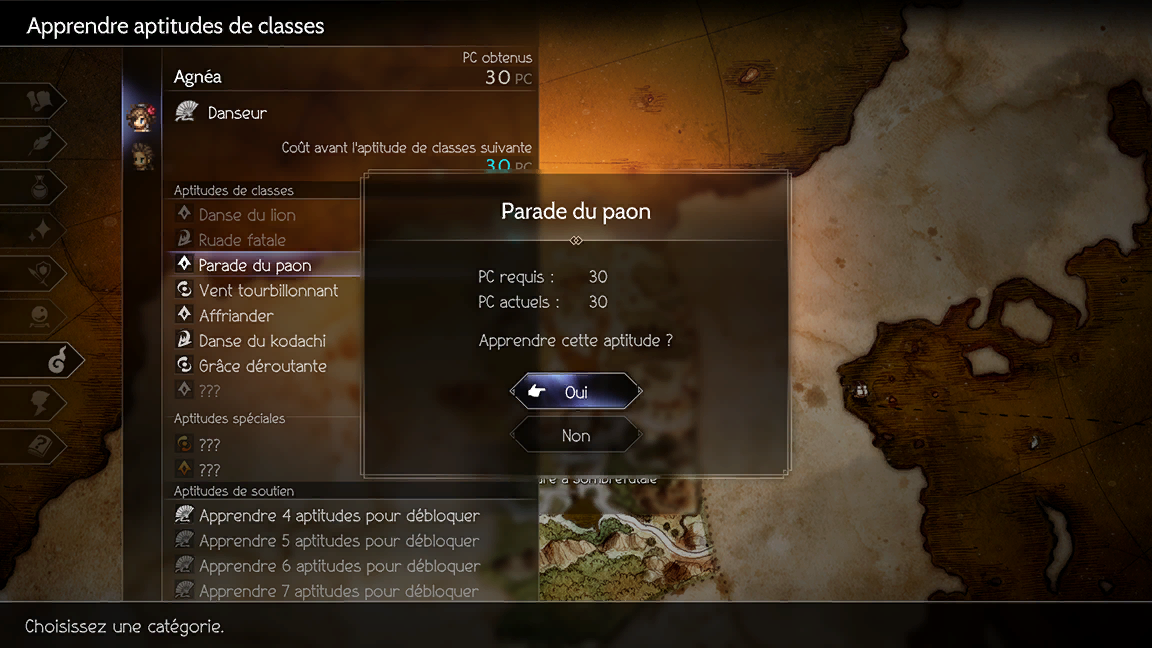 Apprendre aptitudes de classes
PC obtenus
Agnéa
30 PC
Danseur
Coût avant l'aptitude de classes suivante
30 PC
Aptitudes de classes
Danse du lion
Ruade fatale
Parade du paon
Vent tourbillonnant
Affriander
Danse du kodachi
Grâce déroutante
???
Aptitudes spéciales
???
???
Aptitudes de soutien
Apprendre 4 aptitudes pour débloquer
Apprendre 5 aptitudes pour débloquer
Apprendre 6 aptitudes pour débloquer
Apprendre 7 aptitudes pour débloquer
Parade du paon
PC requis : 30
PC actuels : 30
Apprendre cette aptitude ?
Oui
Non
Choisissez une catégorie.